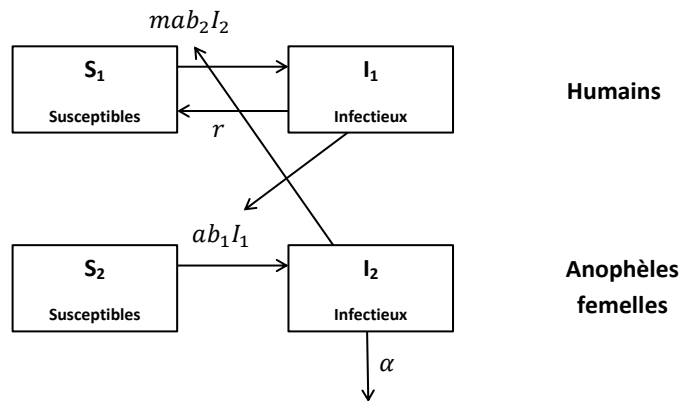 mab₂I₂
S₁
Susceptibles
I₁
Infectieux
Humains
r
ab₁I₁
S₂
Susceptibles
I₂
Infectieux
Anophèles
femelles
α